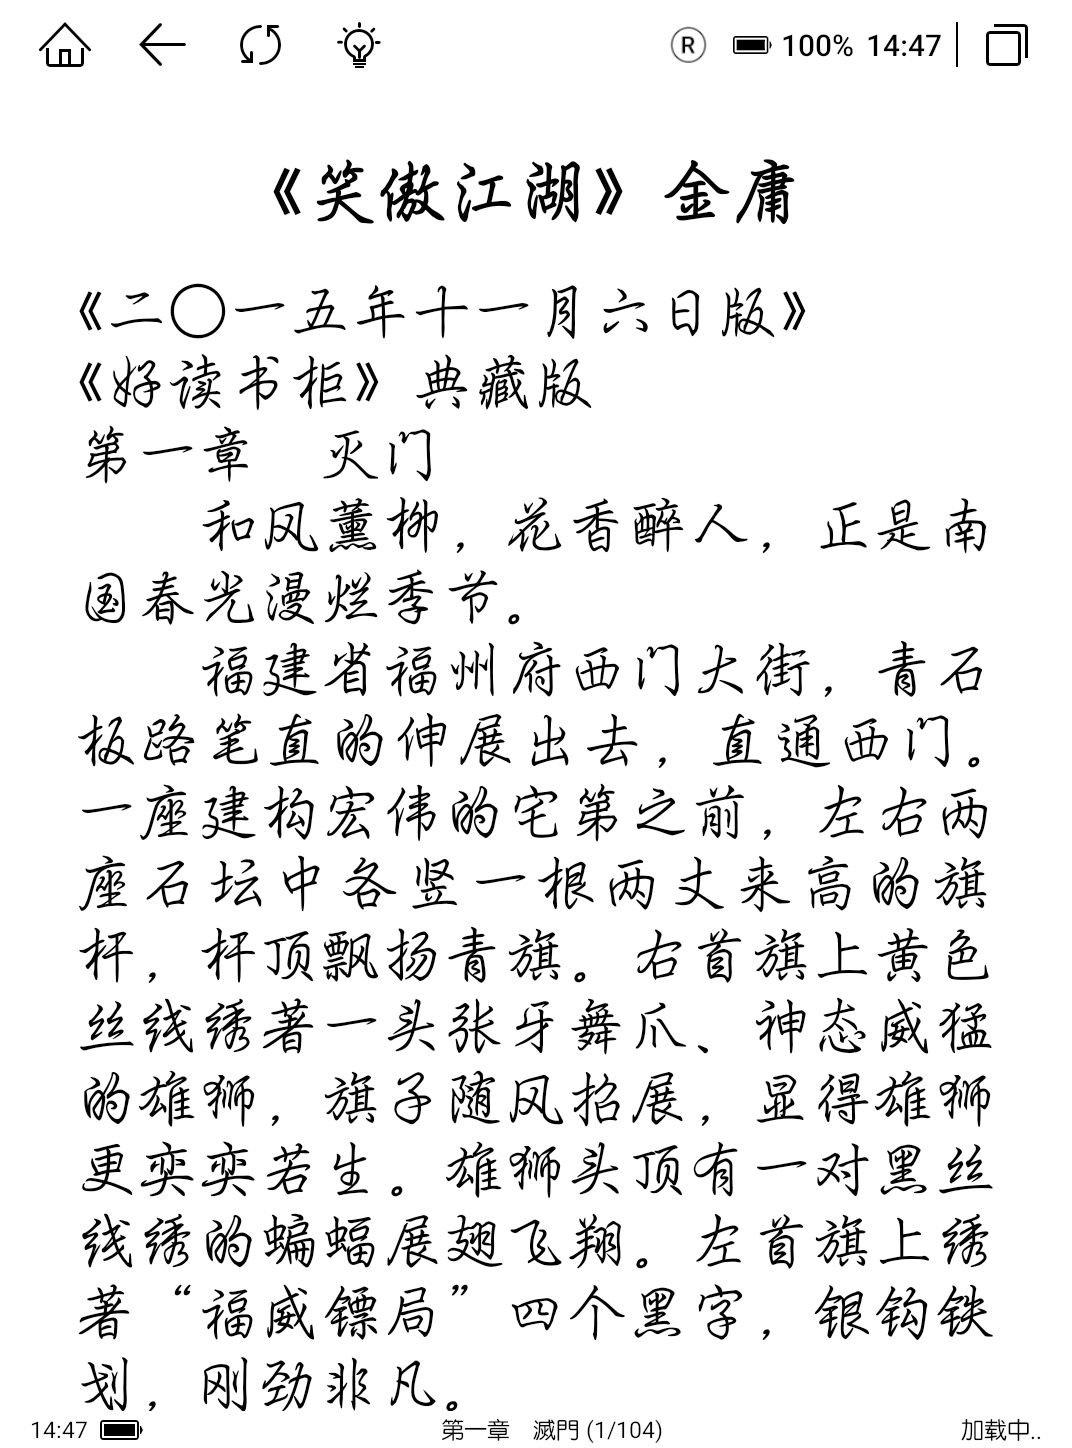 R 100% 14:47
《笑傲江湖》金庸
《二〇一五年十一月六日版》
《好读书柜》典藏版
第一章　灭门
和风薰柳，花香醉人，正是南
国春光漫烂季节。
福建省福州府西门大街，青石
板路笔直的伸展出去，直通西门。
一座建构宏伟的宅第之前，左右两
座石坛中各竖一根两丈来高的旗
杆，杆顶飘扬青旗。右首旗上黄色
丝线绣著一头张牙舞爪、神态威猛
的雄狮，旗子随风招展，显得雄狮
更奕奕若生。雄狮头顶有一对黑丝
线绣的蝙蝠展翅飞翔。左首旗上绣
著“福威镖局”四个黑字，银钩铁
划，刚劲非凡。
14:47 第一章　滅門 (1/104) 加载中..